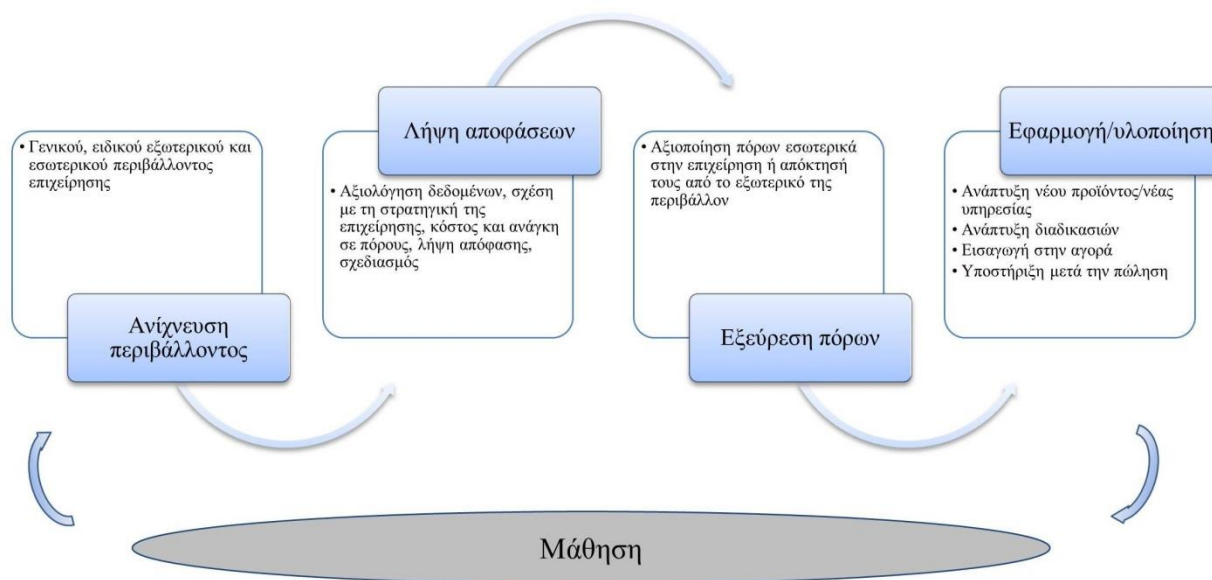 • Γενικού, ειδικού εξωτερικού και
εσωτερικού περιβάλλοντος
επιχείρησης
Ανίχνευση
περιβάλλοντος
Λήψη αποφάσεων
• Αξιολόγηση δεδομένων, σχέση
με τη στρατηγική της
επιχείρησης, κόστος και ανάγκη
σε πόρους, λήψη απόφασης,
σχεδιασμός
• Αξιοποίηση πόρων εσωτερικά
στην επιχείρηση ή απόκτησή
τους από το εξωτερικό της
περιβάλλον
Εξεύρεση πόρων
Εφαρμογή/υλοποίηση
• Ανάπτυξη νέου προϊόντος/νέας
υπηρεσίας
• Ανάπτυξη διαδικασιών
• Εισαγωγή στην αγορά
• Υποστήριξη μετά την πώληση
Μάθηση